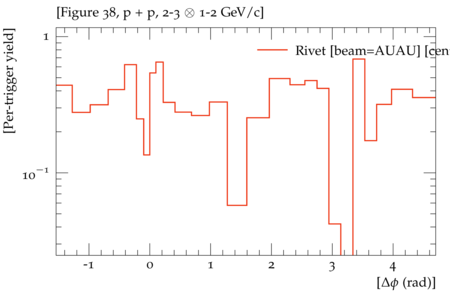 [Figure 38, p + p, 2-3 ⊗ 1-2 GeV/c]
[Per-trigger yield]
1
10⁻¹
Rivet [beam=AUAU] [cen
-1 0 1 2 3 4
[Δϕ (rad)]